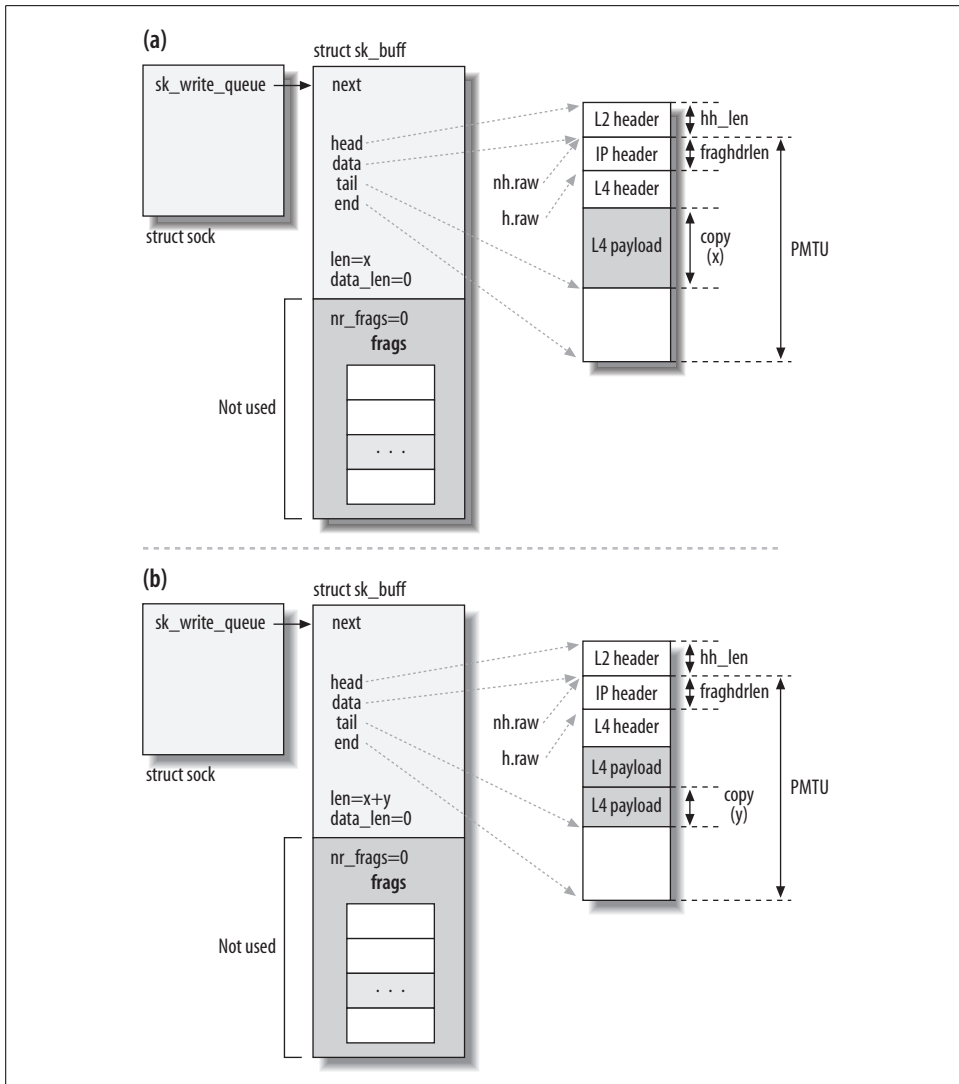 (a)
struct sk_buff
sk_write_queue
next
L2 header
hh_len
head
data
tail
end
nh.raw
h.raw
IP header
fraghdrlen
L4 header
L4 payload
copy
(x)
PMTU
struct sock
len=x
data_len=0
nr_frags=0
frags
Not used
. . .
(b)
struct sk_buff
sk_write_queue
next
L2 header
hh_len
head
data
tail
end
nh.raw
h.raw
IP header
fraghdrlen
L4 header
L4 payload
L4 payload
copy
(y)
PMTU
struct sock
len=x+y
data_len=0
nr_frags=0
frags
Not used
. . .